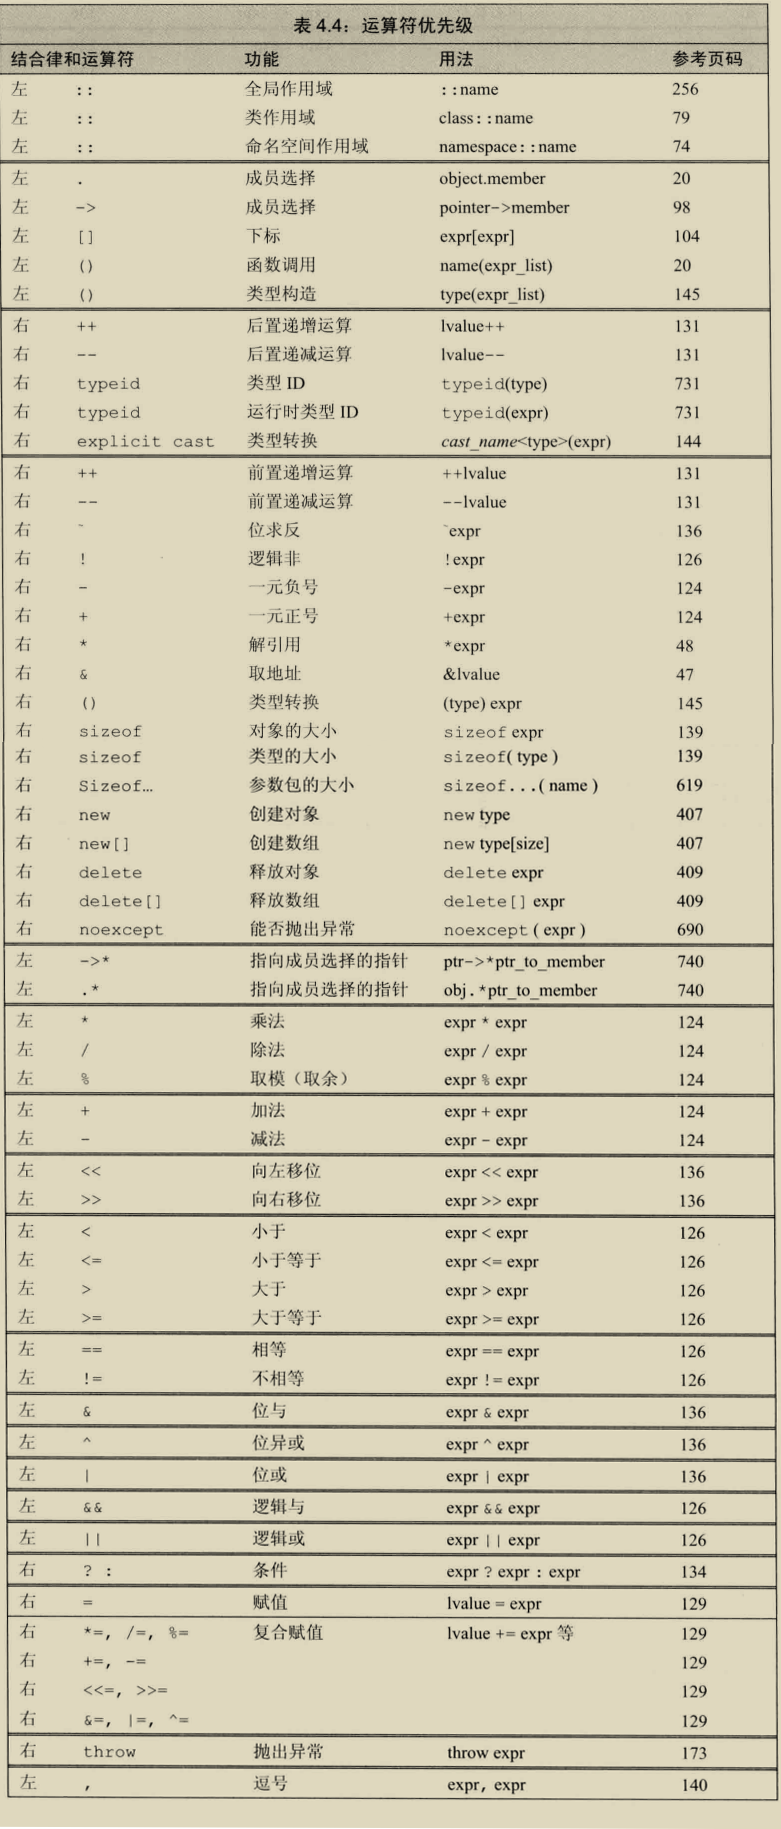 表 4.4：运算符优先级
结合律和运算符 功能 用法 参考页码
左 :: 全局作用域 ::name 256
左 :: 类作用域 class::name 79
左 :: 命名空间作用域 namespace::name 74
左 . 成员选择 object.member 20
左 -> 成员选择 pointer->member 98
左 [] 下标 expr[expr] 104
左 () 函数调用 name(expr_list) 20
左 () 类型构造 type(expr_list) 145
右 ++ 后置递增运算 lvalue++ 131
右 -- 后置递减运算 lvalue-- 131
右 typeid 类型 ID typeid(type) 731
右 typeid 运行时类型 ID typeid(expr) 731
右 explicit cast 类型转换 cast_name<type>(expr) 144
右 ++ 前置递增运算 ++lvalue 131
右 -- 前置递减运算 --lvalue 131
右 ~ 位求反 ~expr 136
右 ! 逻辑非 !expr 126
右 - 一元负号 -expr 124
右 + 一元正号 +expr 124
右 * 解引用 *expr 48
右 & 取地址 &lvalue 47
右 () 类型转换 (type) expr 145
右 sizeof 对象的大小 sizeof expr 139
右 sizeof 类型的大小 sizeof( type ) 139
右 Sizeof… 参数包的大小 sizeof...( name ) 619
右 new 创建对象 new type 407
右 new[] 创建数组 new type[size] 407
右 delete 释放对象 delete expr 409
右 delete[] 释放数组 delete[] expr 409
右 noexcept 能否抛出异常 noexcept ( expr ) 690
左 ->* 指向成员选择的指针 ptr->*ptr_to_member 740
左 .* 指向成员选择的指针 obj.*ptr_to_member 740
左 * 乘法 expr * expr 124
左 / 除法 expr / expr 124
左 % 取模（取余） expr % expr 124
左 + 加法 expr + expr 124
左 - 减法 expr - expr 124
左 << 向左移位 expr << expr 136
左 >> 向右移位 expr >> expr 136
左 < 小于 expr < expr 126
左 <= 小于等于 expr <= expr 126
左 > 大于 expr > expr 126
左 >= 大于等于 expr >= expr 126
左 == 相等 expr == expr 126
左 != 不相等 expr != expr 126
左 & 位与 expr & expr 136
左 ^ 位异或 expr ^ expr 136
左 | 位或 expr | expr 136
左 && 逻辑与 expr && expr 126
左 || 逻辑或 expr || expr 126
右 ? : 条件 expr ? expr : expr 134
右 = 赋值 lvalue = expr 129
右 *=, /=, %= 复合赋值 lvalue += expr 等 129
右 +=, -= 129
右 <<=, >>= 129
右 &=, |=, ^= 129
右 throw 抛出异常 throw expr 173
左 , 逗号 expr, expr 140